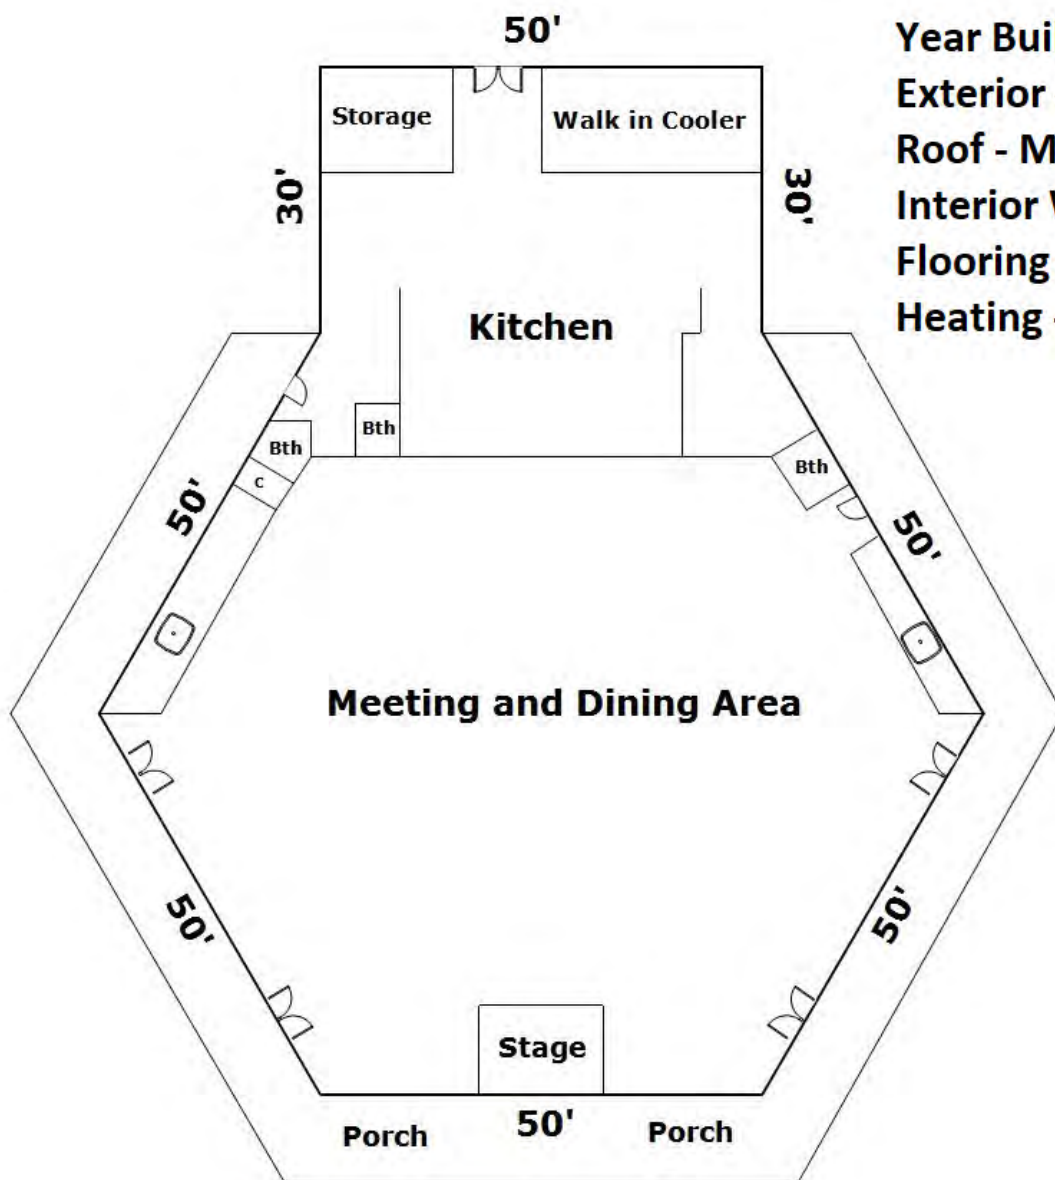 50'
Year Bui
Exterior
Roof - M
Interior
Flooring
Heating -
Storage
Walk in Cooler
30'
30'
Kitchen
Bth
Bth
C
Bth
50'
50'
Meeting and Dining Area
50'
50'
Stage
50'
Porch
Porch